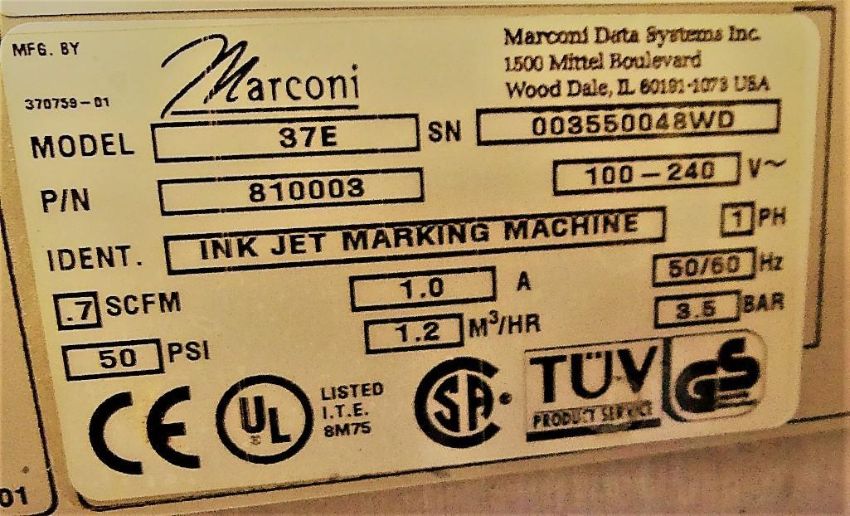 MFG. BY Marconi Marconi Data Systems Inc.
1500 Mittel Boulevard
370759-01 Wood Dale, IL 60191-1073 USA
MODEL 37E SN 003550048WD
P/N 810003 100-240 V~
IDENT. INK JET MARKING MACHINE 1 PH
.7 SCFM 1.0 A 50/60 Hz
50 PSI 1.2 M³/HR 3.5 BAR
CE UL LISTED
I.T.E.
8M75
SA TÜV
PRODUCT SERVICE
GS
01